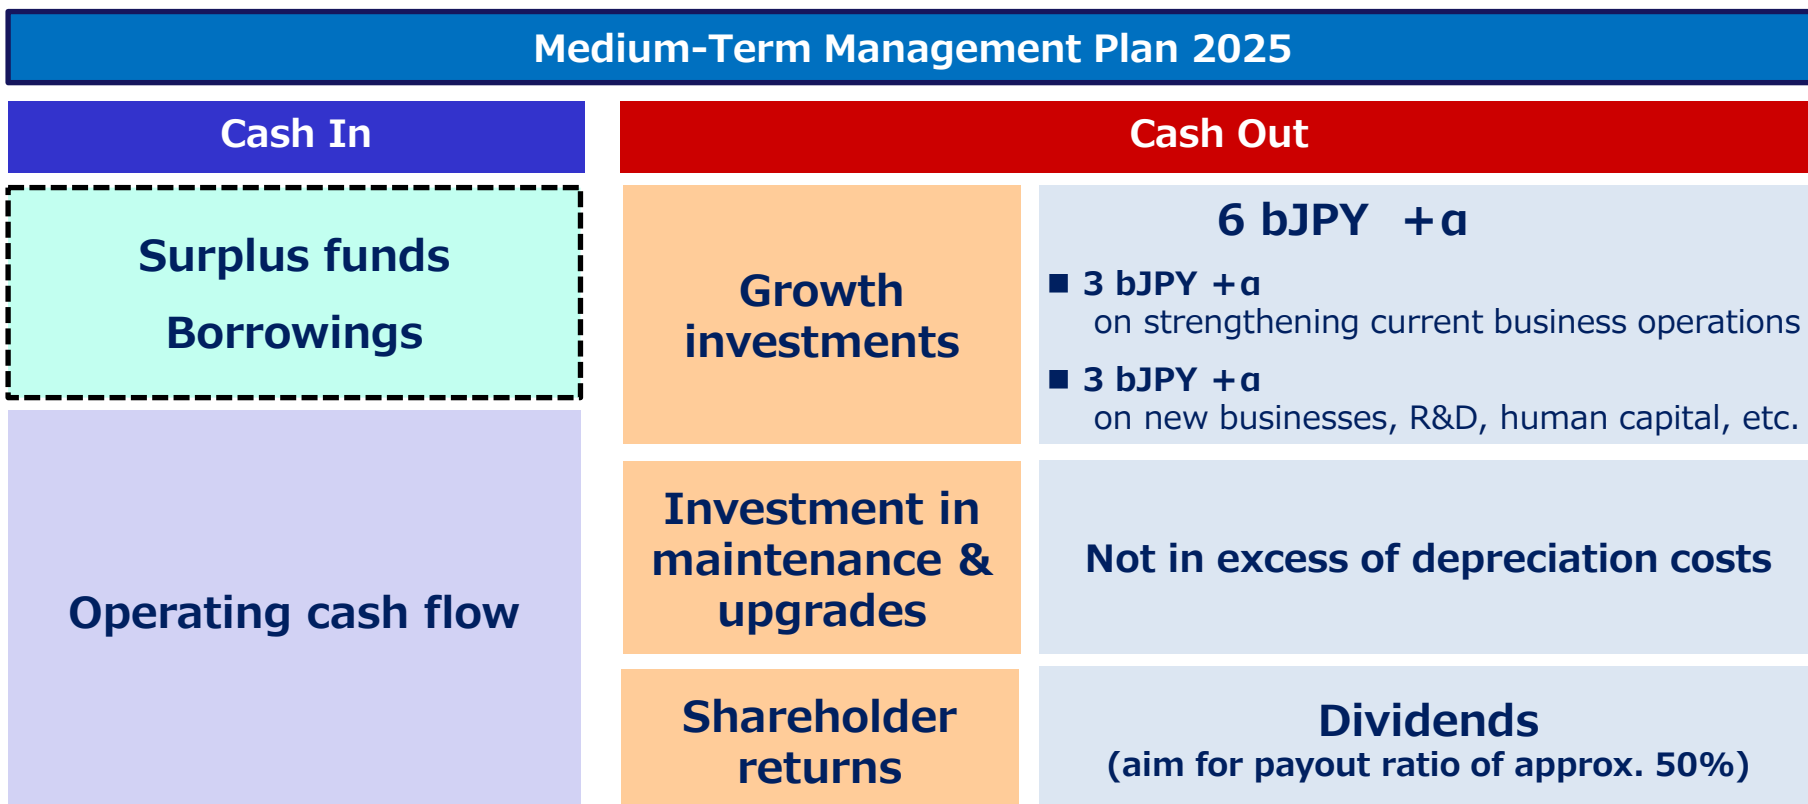 Medium-Term Management Plan 2025
Cash In
Cash Out
Surplus funds
Borrowings
Operating cash flow
Growth
investments
6 bJPY +α
■ 3 bJPY +α
on strengthening current business operations
■ 3 bJPY +α
on new businesses, R&D, human capital, etc.
Investment in
maintenance &
upgrades
Not in excess of depreciation costs
Shareholder
returns
Dividends
(aim for payout ratio of approx. 50%)